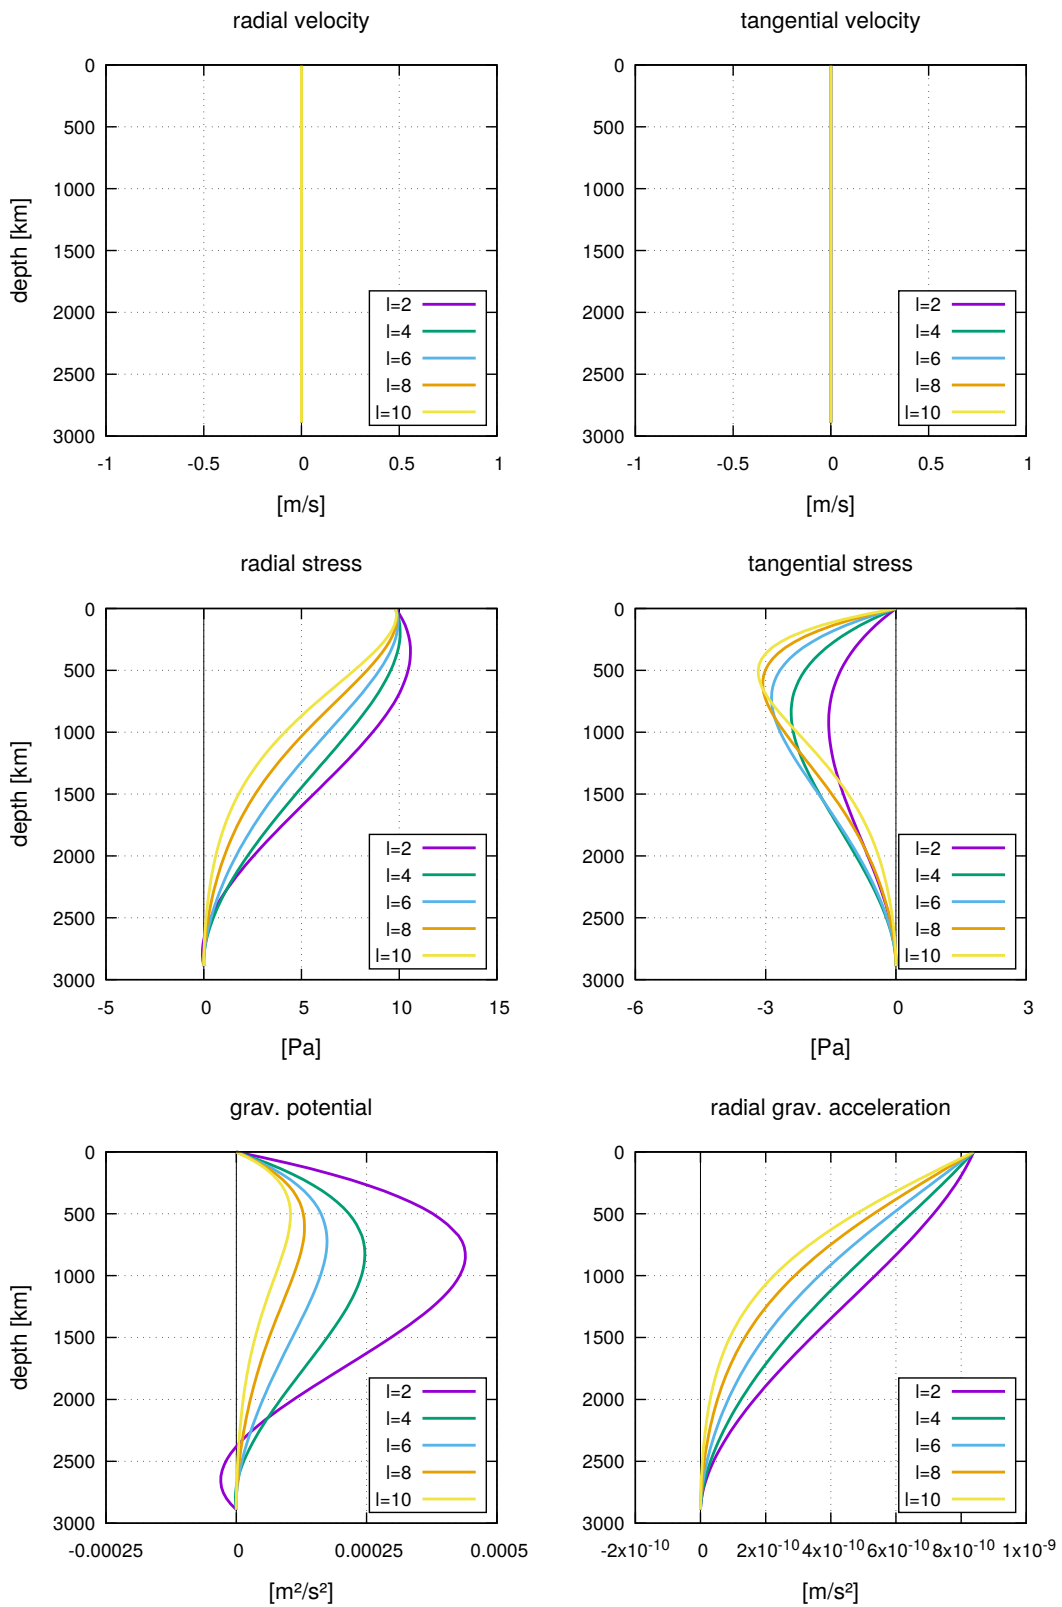 radial velocity
0
500
1000
1500
2000
2500
3000
depth [km]
-1 -0.5 0 0.5 1
[m/s]
l=2
l=4
l=6
l=8
l=10
tangential velocity
0
500
1000
1500
2000
2500
3000
-1 -0.5 0 0.5 1
[m/s]
l=2
l=4
l=6
l=8
l=10
radial stress
0
500
1000
1500
2000
2500
3000
depth [km]
-5 0 5 10 15
[Pa]
l=2
l=4
l=6
l=8
l=10
tangential stress
0
500
1000
1500
2000
2500
3000
-6 -3 0 3
[Pa]
l=2
l=4
l=6
l=8
l=10
grav. potential
0
500
1000
1500
2000
2500
3000
depth [km]
-0.00025 0 0.00025 0.0005
[m²/s²]
l=2
l=4
l=6
l=8
l=10
radial grav. acceleration
0
500
1000
1500
2000
2500
3000
-2x10⁻¹⁰ 0 2x10⁻¹⁰ 4x10⁻¹⁰ 6x10⁻¹⁰ 8x10⁻¹⁰ 1x10⁻⁹
[m/s²]
l=2
l=4
l=6
l=8
l=10